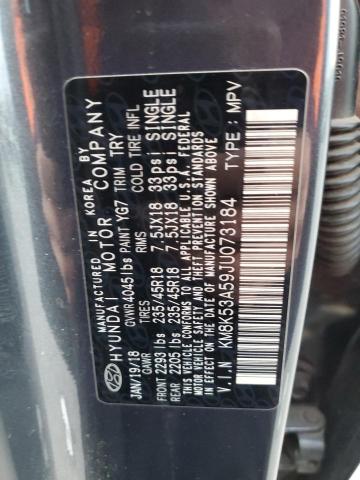 MFD BY
HYUNDAI MOTOR COMPANY
IN KOREA
JAN/19/18 GVWR 4045lbs PAINT YG7 TRIM TRY
GAWR TIRES RIMS COLD TIRE INFL
FRONT 2293lbs 235/45R18 7.5JX18 33psi SINGLE
REAR 2205lbs 235/45R18 7.5JX18 33psi SINGLE
THIS VEHICLE CONFORMS TO ALL APPLICABLE U.S.A. FEDERAL
MOTOR VEHICLE SAFETY, BUMPER, AND THEFT PREVENTION STANDARDS
IN EFFECT ON THE DATE OF MANUFACTURE SHOWN ABOVE.
V.I.N : KM8K53A59JU073184 TYPE : MPV